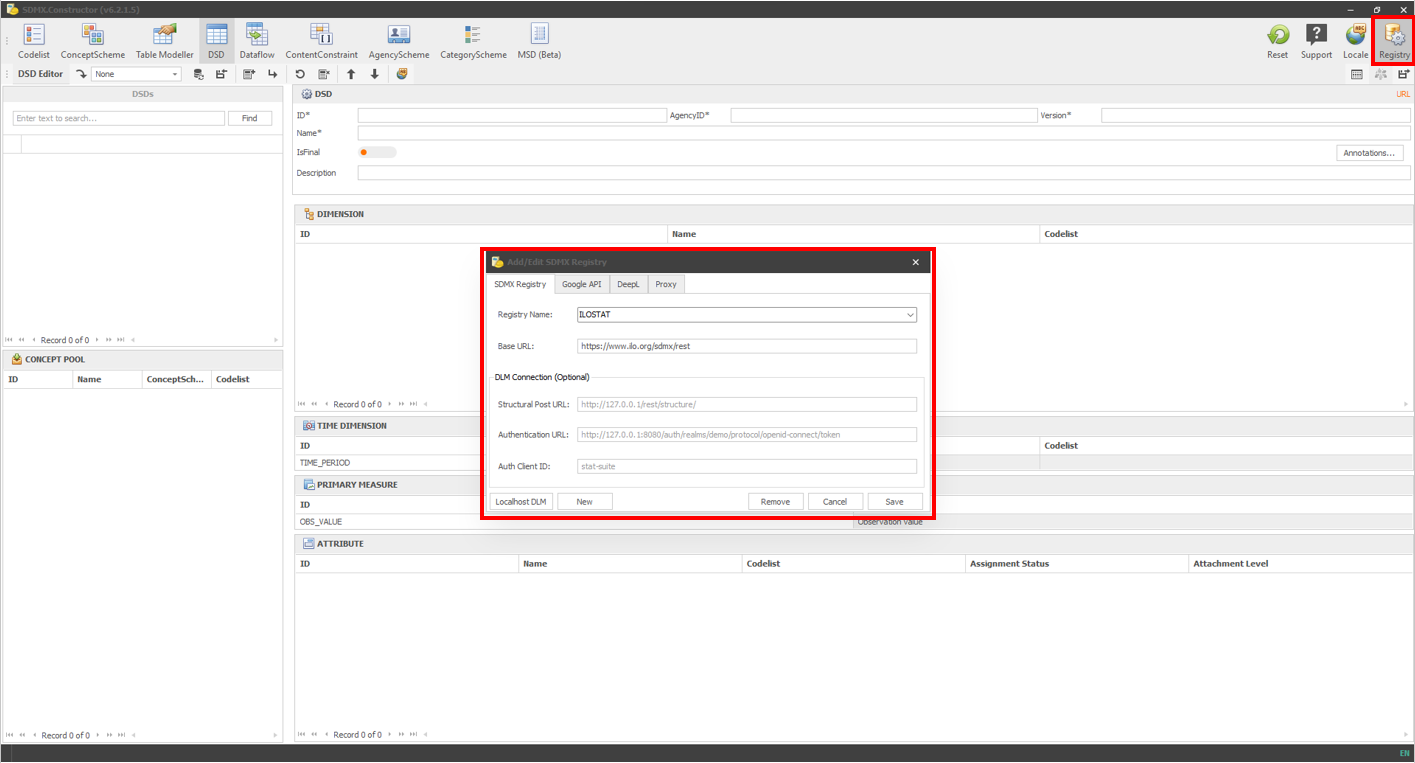 SDMX.Constructor (v6.2.1.5)
Codelist ConceptScheme Table Modeller DSD Dataflow ContentConstraint AgencyScheme CategoryScheme MSD (Beta) Reset Support Locale Registry
DSD Editor None
DSDs
Enter text to search... Find
Record 0 of 0
CONCEPT POOL
ID Name ConceptSch... Codelist
Record 0 of 0
DSD URL
ID* AgencyID* Version*
Name*
IsFinal Annotations...
Description
DIMENSION
ID Name Codelist
Record 0 of 0
TIME DIMENSION
ID Codelist
TIME_PERIOD
PRIMARY MEASURE
ID
OBS_VALUE Observation value
ATTRIBUTE
ID Name Codelist Assignment Status Attachment Level
Record 0 of 0
Add/Edit SDMX Registry
SDMX Registry Google API DeepL Proxy
Registry Name: ILOSTAT
Base URL: https://www.ilo.org/sdmx/rest
DLM Connection (Optional)
Structural Post URL: http://127.0.0.1/rest/structure/
Authentication URL: http://127.0.0.1:8080/auth/realms/demo/protocol/openid-connect/token
Auth Client ID: stat-suite
Localhost DLM New Remove Cancel Save
EN